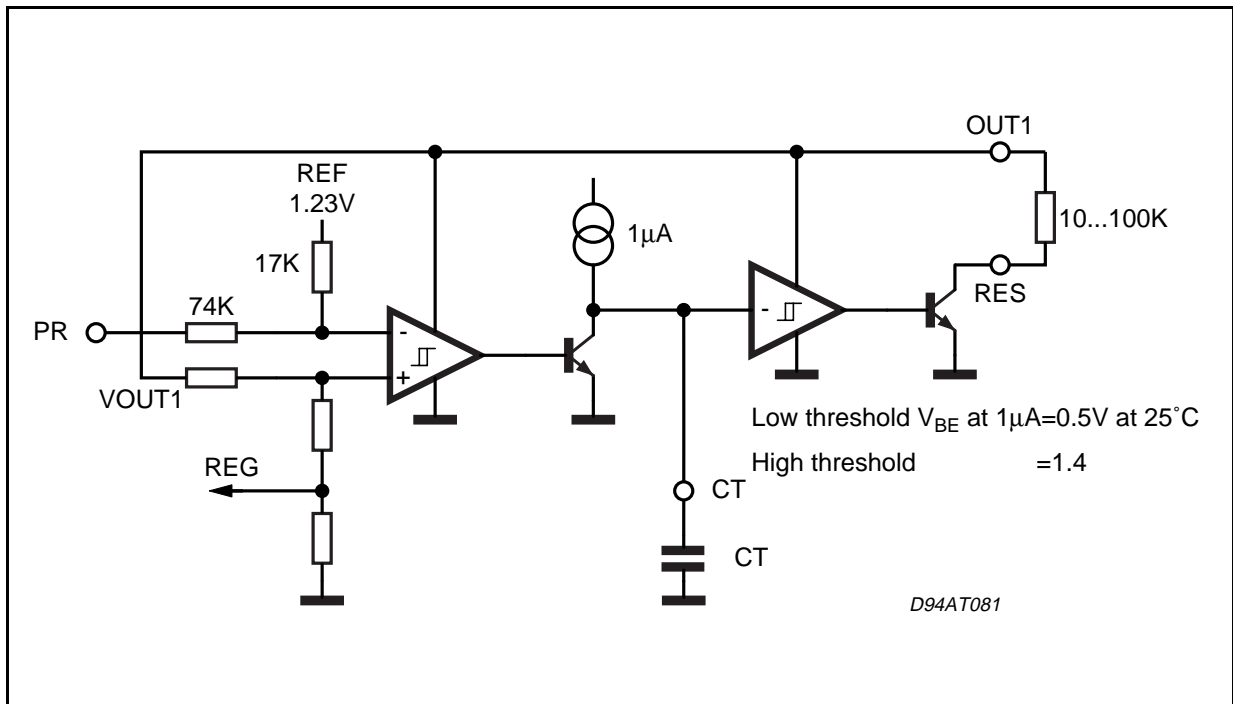 OUT1
REF
1.23V
10...100K
1µA
17K
RES
74K
PR
-
-
+
VOUT1
Low threshold VBE at 1µA=0.5V at 25˚C
High threshold =1.4
REG
CT
CT
D94AT081